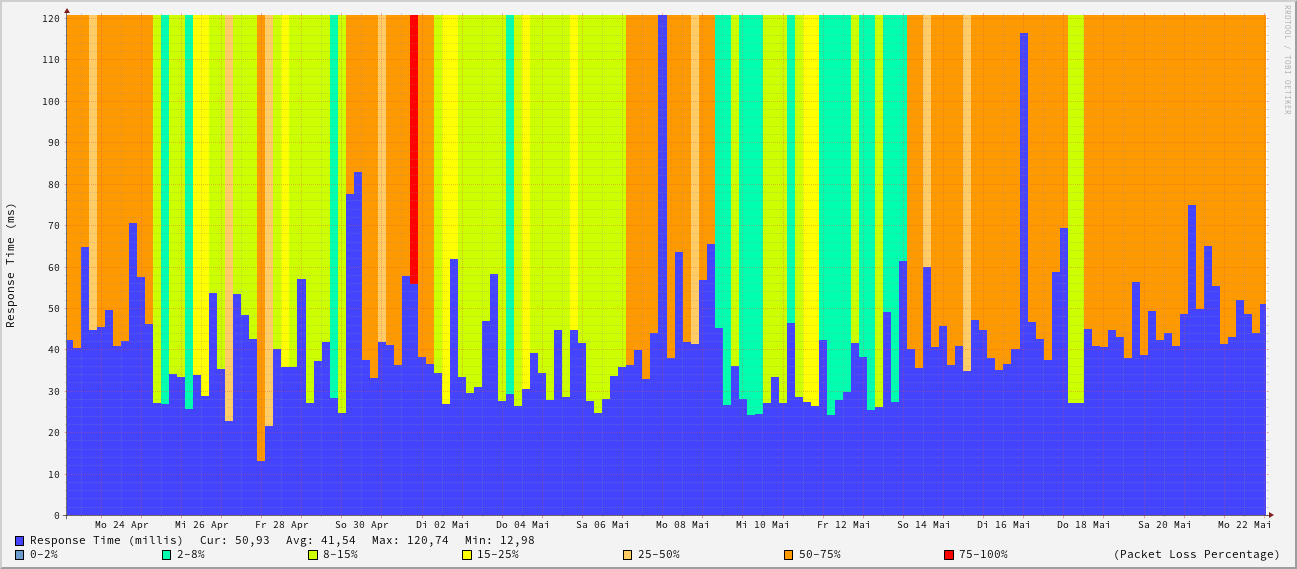 RRDTOOL / TOBI OETIKER
Response Time (ms)
120
110
100
90
80
70
60
50
40
30
20
10
0
Mo 24 Apr Mi 26 Apr Fr 28 Apr So 30 Apr Di 02 Mai Do 04 Mai Sa 06 Mai Mo 08 Mai Mi 10 Mai Fr 12 Mai So 14 Mai Di 16 Mai Do 18 Mai Sa 20 Mai Mo 22 Mai
Response Time (millis) Cur: 50,93 Avg: 41,54 Max: 120,74 Min: 12,98
0-2% 2-8% 8-15% 15-25% 25-50% 50-75% 75-100% (Packet Loss Percentage)